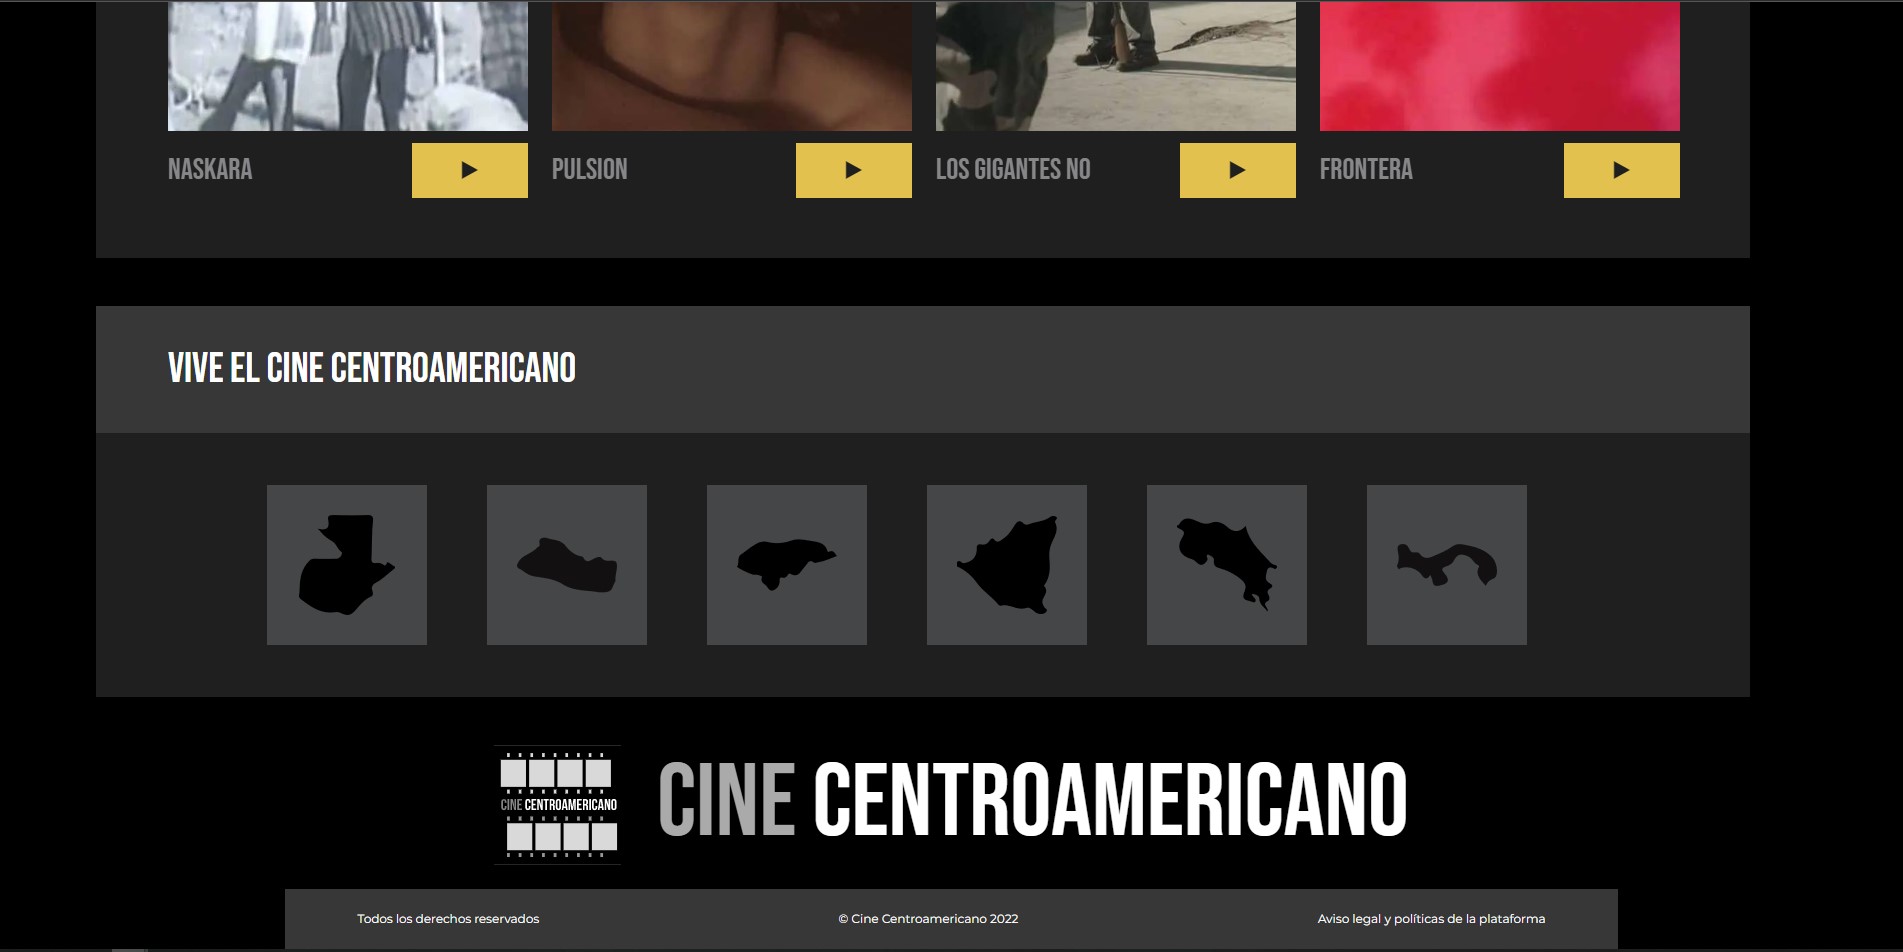 NASKARA
PULSION
LOS GIGANTES NO
FRONTERA
VIVE EL CINE CENTROAMERICANO
CINE CENTROAMERICANO
CINE CENTROAMERICANO
Todos los derechos reservados
© Cine Centroamericano 2022
Aviso legal y políticas de la plataforma